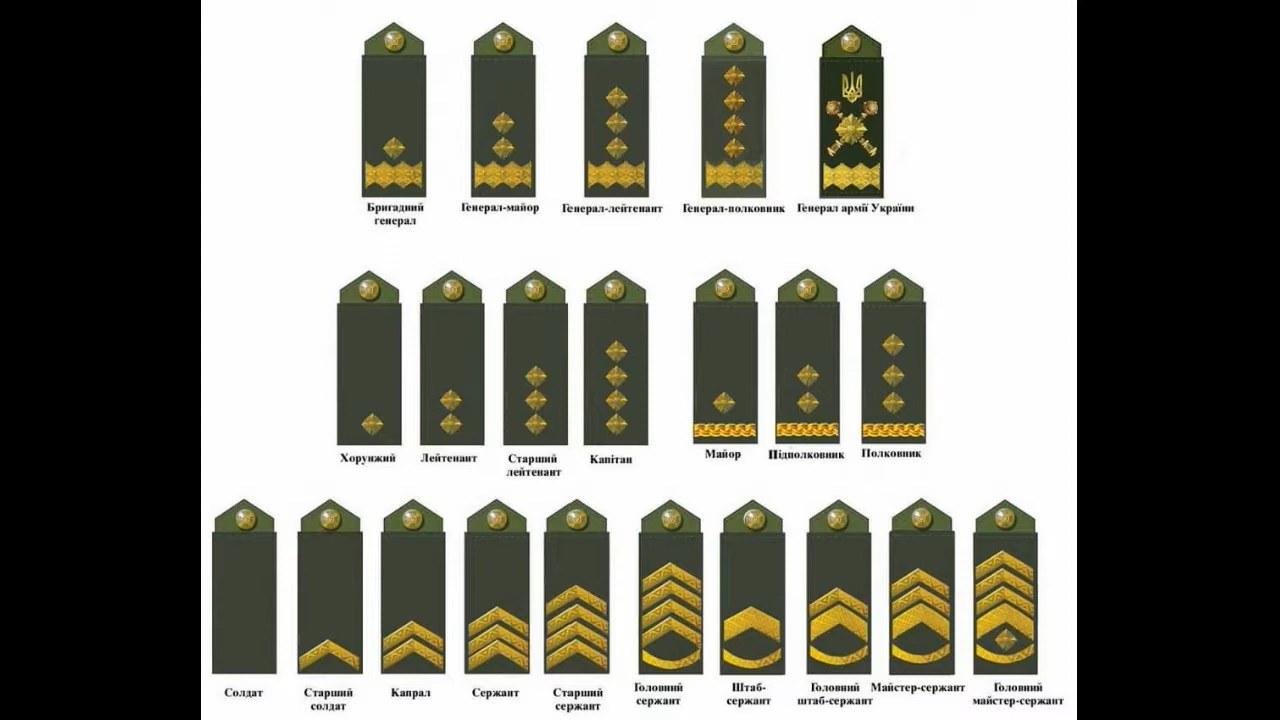 Бригадний
генерал
Генерал-майор
Генерал-лейтенант
Генерал-полковник
Генерал армії України
Хорунжий
Лейтенант
Старший
лейтенант
Капітан
Майор
Підполковник
Полковник
Солдат
Старший
солдат
Капрал
Сержант
Старший
сержант
Головний
сержант
Штаб-
сержант
Головний
штаб-сержант
Майстер-сержант
Головний
майстер-сержант